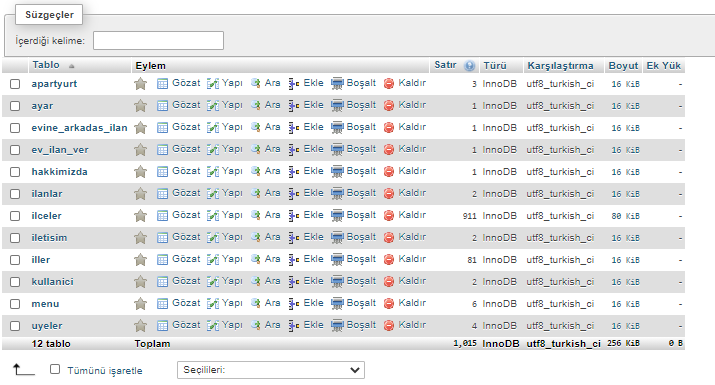 Süzgeçler
İçerdiği kelime:
Tablo Eylem Satır Türü Karşılaştırma Boyut Ek Yük
apartyurt Gözat Yapı Ara Ekle Boşalt Kaldır 3 InnoDB utf8_turkish_ci 16 KiB -
ayar Gözat Yapı Ara Ekle Boşalt Kaldır 1 InnoDB utf8_turkish_ci 16 KiB -
evine_arkadas_ilan Gözat Yapı Ara Ekle Boşalt Kaldır 1 InnoDB utf8_turkish_ci 16 KiB -
ev_ilan_ver Gözat Yapı Ara Ekle Boşalt Kaldır 1 InnoDB utf8_turkish_ci 16 KiB -
hakkimizda Gözat Yapı Ara Ekle Boşalt Kaldır 1 InnoDB utf8_turkish_ci 16 KiB -
ilanlar Gözat Yapı Ara Ekle Boşalt Kaldır 2 InnoDB utf8_turkish_ci 16 KiB -
ilceler Gözat Yapı Ara Ekle Boşalt Kaldır 911 InnoDB utf8_turkish_ci 80 KiB -
iletisim Gözat Yapı Ara Ekle Boşalt Kaldır 2 InnoDB utf8_turkish_ci 16 KiB -
iller Gözat Yapı Ara Ekle Boşalt Kaldır 81 InnoDB utf8_turkish_ci 16 KiB -
kullanici Gözat Yapı Ara Ekle Boşalt Kaldır 2 InnoDB utf8_turkish_ci 16 KiB -
menu Gözat Yapı Ara Ekle Boşalt Kaldır 6 InnoDB utf8_turkish_ci 16 KiB -
uyeler Gözat Yapı Ara Ekle Boşalt Kaldır 4 InnoDB utf8_turkish_ci 16 KiB -
12 tablo Toplam 1,015 InnoDB utf8_turkish_ci 256 KiB 0 B
Tümünü işaretle Seçilileri: